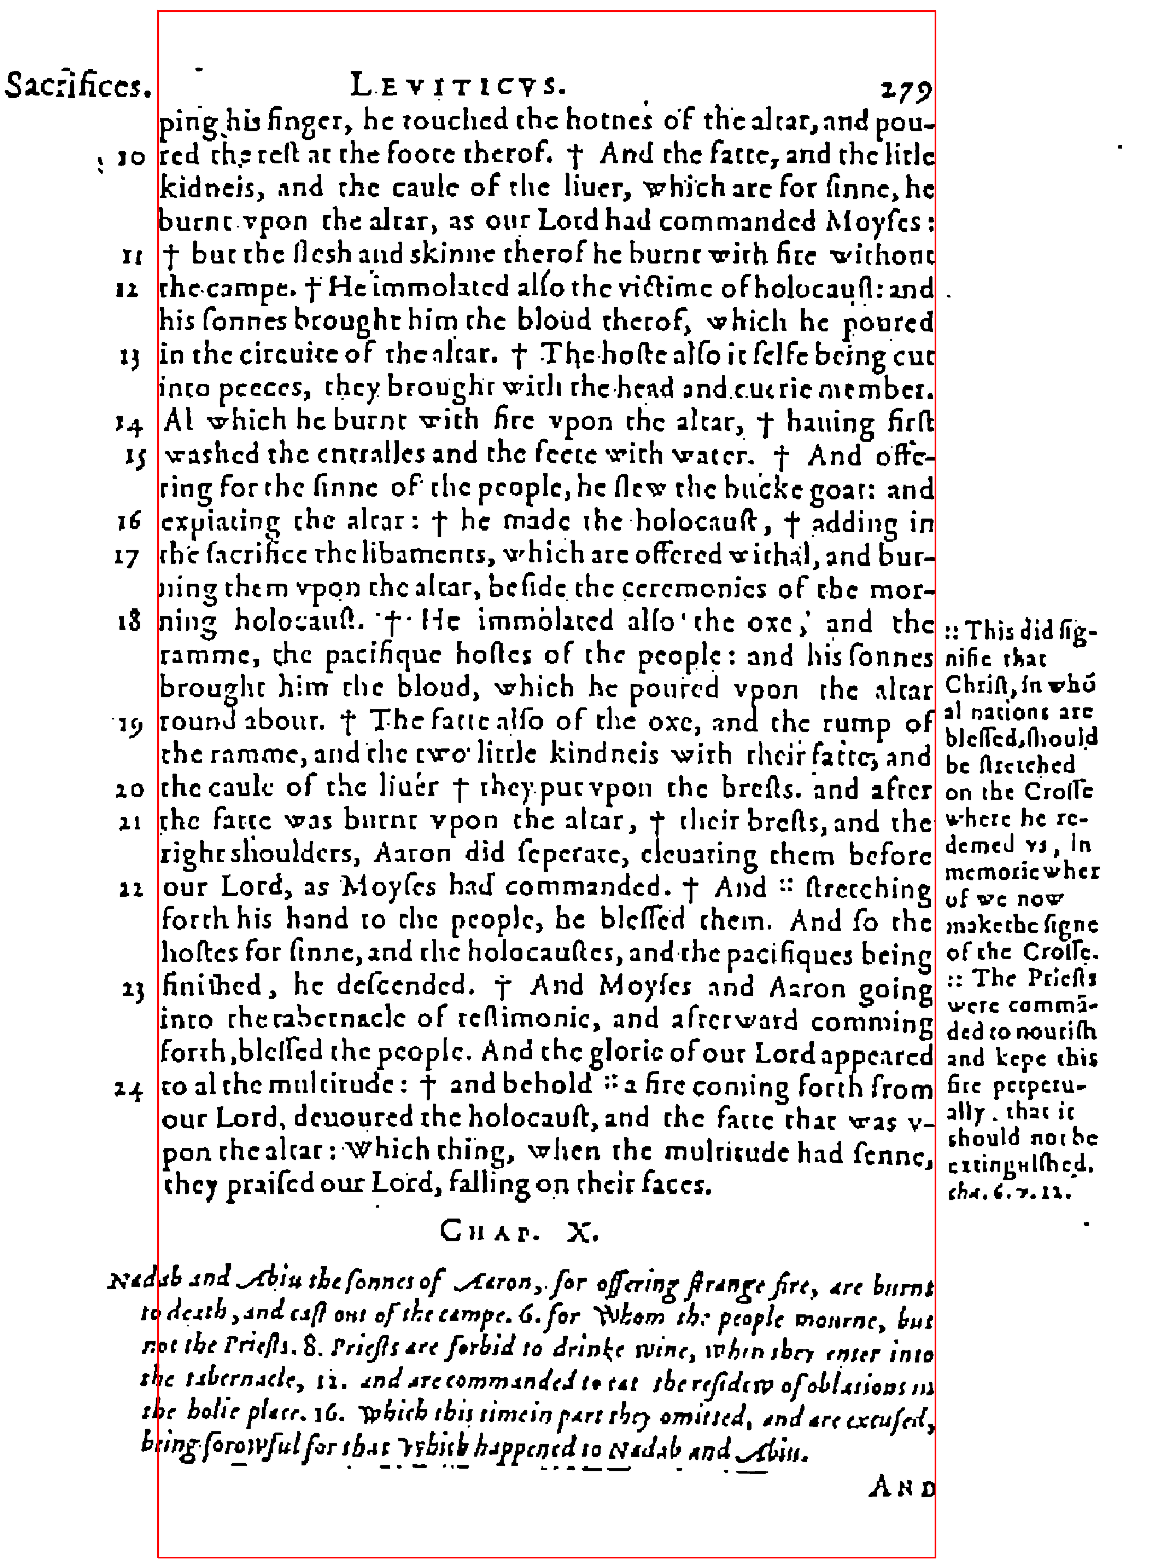 Sacrifices. LEVITICVS. 279
ping his finger, he touched the hornes of the altar, and pou-
10 red the rest at the foote therof. † And the fatte, and the litle
kidneis, and the caule of the liuer, which are for sinne, he
burnt vpon the altar, as our Lord had commanded Moyses:
11 † but the flesh and skinne therof he burnt with fire without
12 the campe. † He immolated also the victime of holocaust: and
his sonnes brought him the bloud therof, which he poured
13 in the circuite of the altar. † The hoste also it selfe being cut
into peeces, they brought with the head and euerie member.
14 Al which he burnt with fire vpon the altar, † hauing first
15 washed the entralles and the feete with water. † And offe-
ring for the sinne of the people, he slew the bucke goat: and
16 expiating the altar: † he made the holocaust, † adding in
17 the sacrifice the libaments, which are offered withal, and bur-
ning them vpon the altar, beside the ceremonies of the mor-
18 ning holocaust. † He immolated also the oxe, and the
ramme, the pacifique hostes of the people: and his sonnes
brought him the bloud, which he poured vpon the altar
19 round about. † The fatte also of the oxe, and the rump of
the ramme, and the two little kindneis with their fatte, and
20 the caule of the liuer † they put vpon the brests. and after
21 the fatte was burnt vpon the altar, † their brests, and the
right shoulders, Aaron did seperate, eleuating them before
22 our Lord, as Moyses had commanded. † And :: stretching
forth his hand to the people, he blessed them. And so the
hostes for sinne, and the holocaustes, and the pacifiques being
23 finished, he descended. † And Moyses and Aaron going
into the tabernacle of testimonie, and afterward comming
forth, blessed the people. And the glorie of our Lord appeared
24 to al the multitude: † and behold :: a fire coming forth from
our Lord, deuoured the holocaust, and the fatte that was v-
pon the altar: Which thing, when the multitude had senne,
they praised our Lord, falling on their faces.
:: This did sig-
nifie that
Christ, in whõ
al nations are
blessed, should
be stretched
on the Crosse
where he re-
demed vs, in
memorie wher
of we now
make the signe
of the Crosse.
:: The Priests
were commã-
ded to nourish
and kepe this
fire perpetu-
ally. that it
should not be
extinguished.
cha. 6. v. 12.
CHAP. X.
Nadab and Abiu the sonnes of Aaron, for offering strange fire, are burnt
to death, and cast out of the campe. 6. for Whom the people mourne, but
not the Priests. 8. Priests are forbid to drinke wine, when they enter into
the tabernacle, 12. and are commanded to eat the residew of oblations in
the holie place. 16. Which this time in part they omitted, and are excused,
being sorowful for that Which happened to Nadab and Abiu.
AND